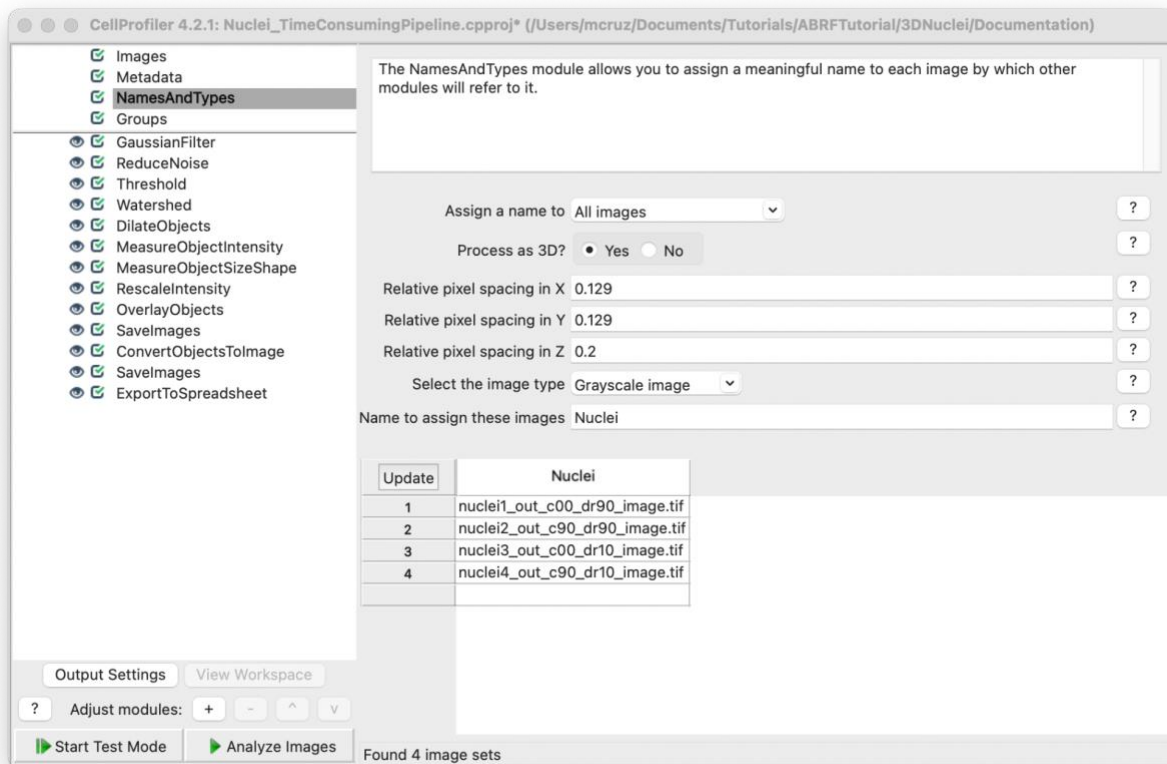 CellProfiler 4.2.1: Nuclei_TimeConsumingPipeline.cpproj* (/Users/mcruz/Documents/Tutorials/ABRFTutorial/3DNuclei/Documentation)
Images
Metadata
NamesAndTypes
Groups
GaussianFilter
ReduceNoise
Threshold
Watershed
DilateObjects
MeasureObjectIntensity
MeasureObjectSizeShape
RescaleIntensity
OverlayObjects
SaveImages
ConvertObjectsToImage
SaveImages
ExportToSpreadsheet
Output Settings View Workspace
? Adjust modules: + - ^ v
Start Test Mode Analyze Images
The NamesAndTypes module allows you to assign a meaningful name to each image by which other
modules will refer to it.
Assign a name to All images ?
Process as 3D? Yes No ?
Relative pixel spacing in X 0.129 ?
Relative pixel spacing in Y 0.129 ?
Relative pixel spacing in Z 0.2 ?
Select the image type Grayscale image ?
Name to assign these images Nuclei ?
Update Nuclei
1 nuclei1_out_c00_dr90_image.tif
2 nuclei2_out_c90_dr90_image.tif
3 nuclei3_out_c00_dr10_image.tif
4 nuclei4_out_c90_dr10_image.tif
Found 4 image sets